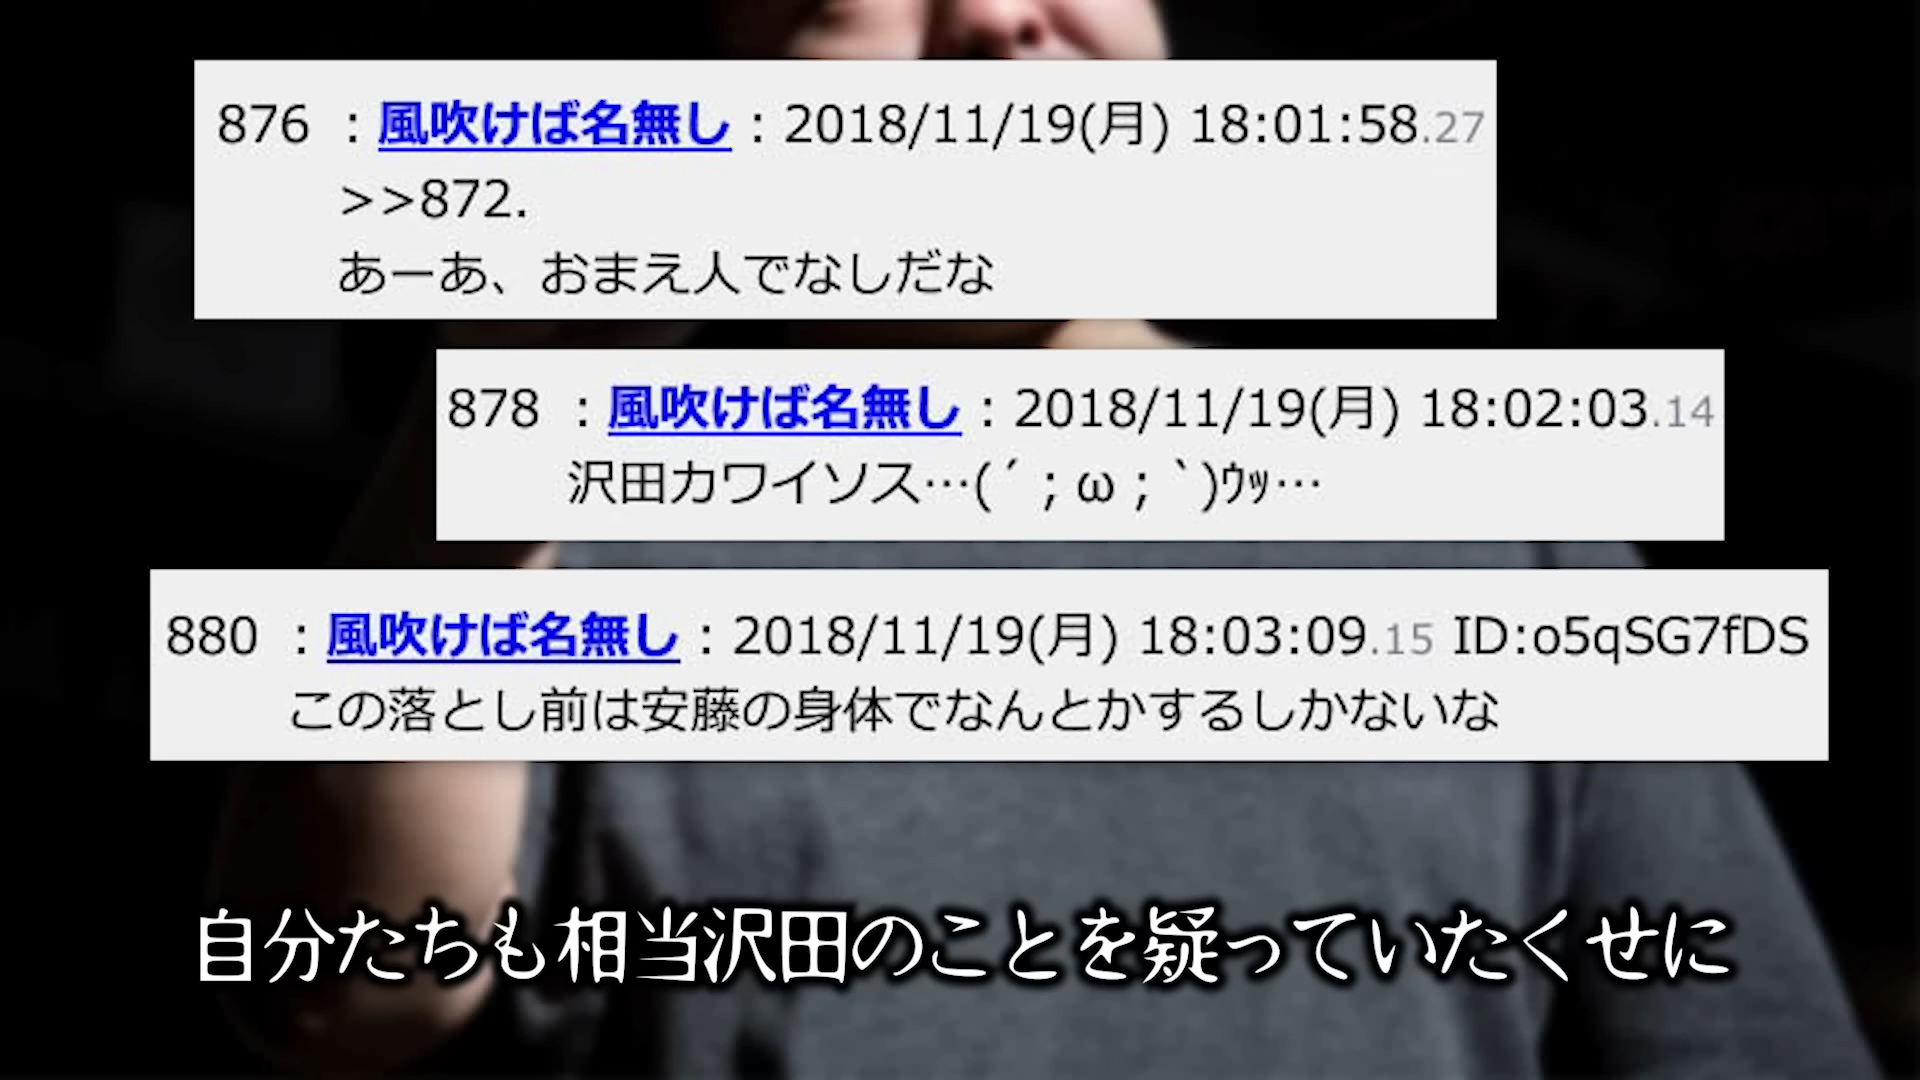 876 ：風吹けば名無し：2018/11/19(月) 18:01:58.27
>>872.
あーあ、おまえ人でなしだな
878 ：風吹けば名無し：2018/11/19(月) 18:02:03.14
沢田カワイソス…(´；ω；`)ｳｯ…
880 ：風吹けば名無し：2018/11/19(月) 18:03:09.15 ID:o5qSG7fDS
この落とし前は安藤の身体でなんとかするしかないな
自分たちも相当沢田のことを疑っていたくせに